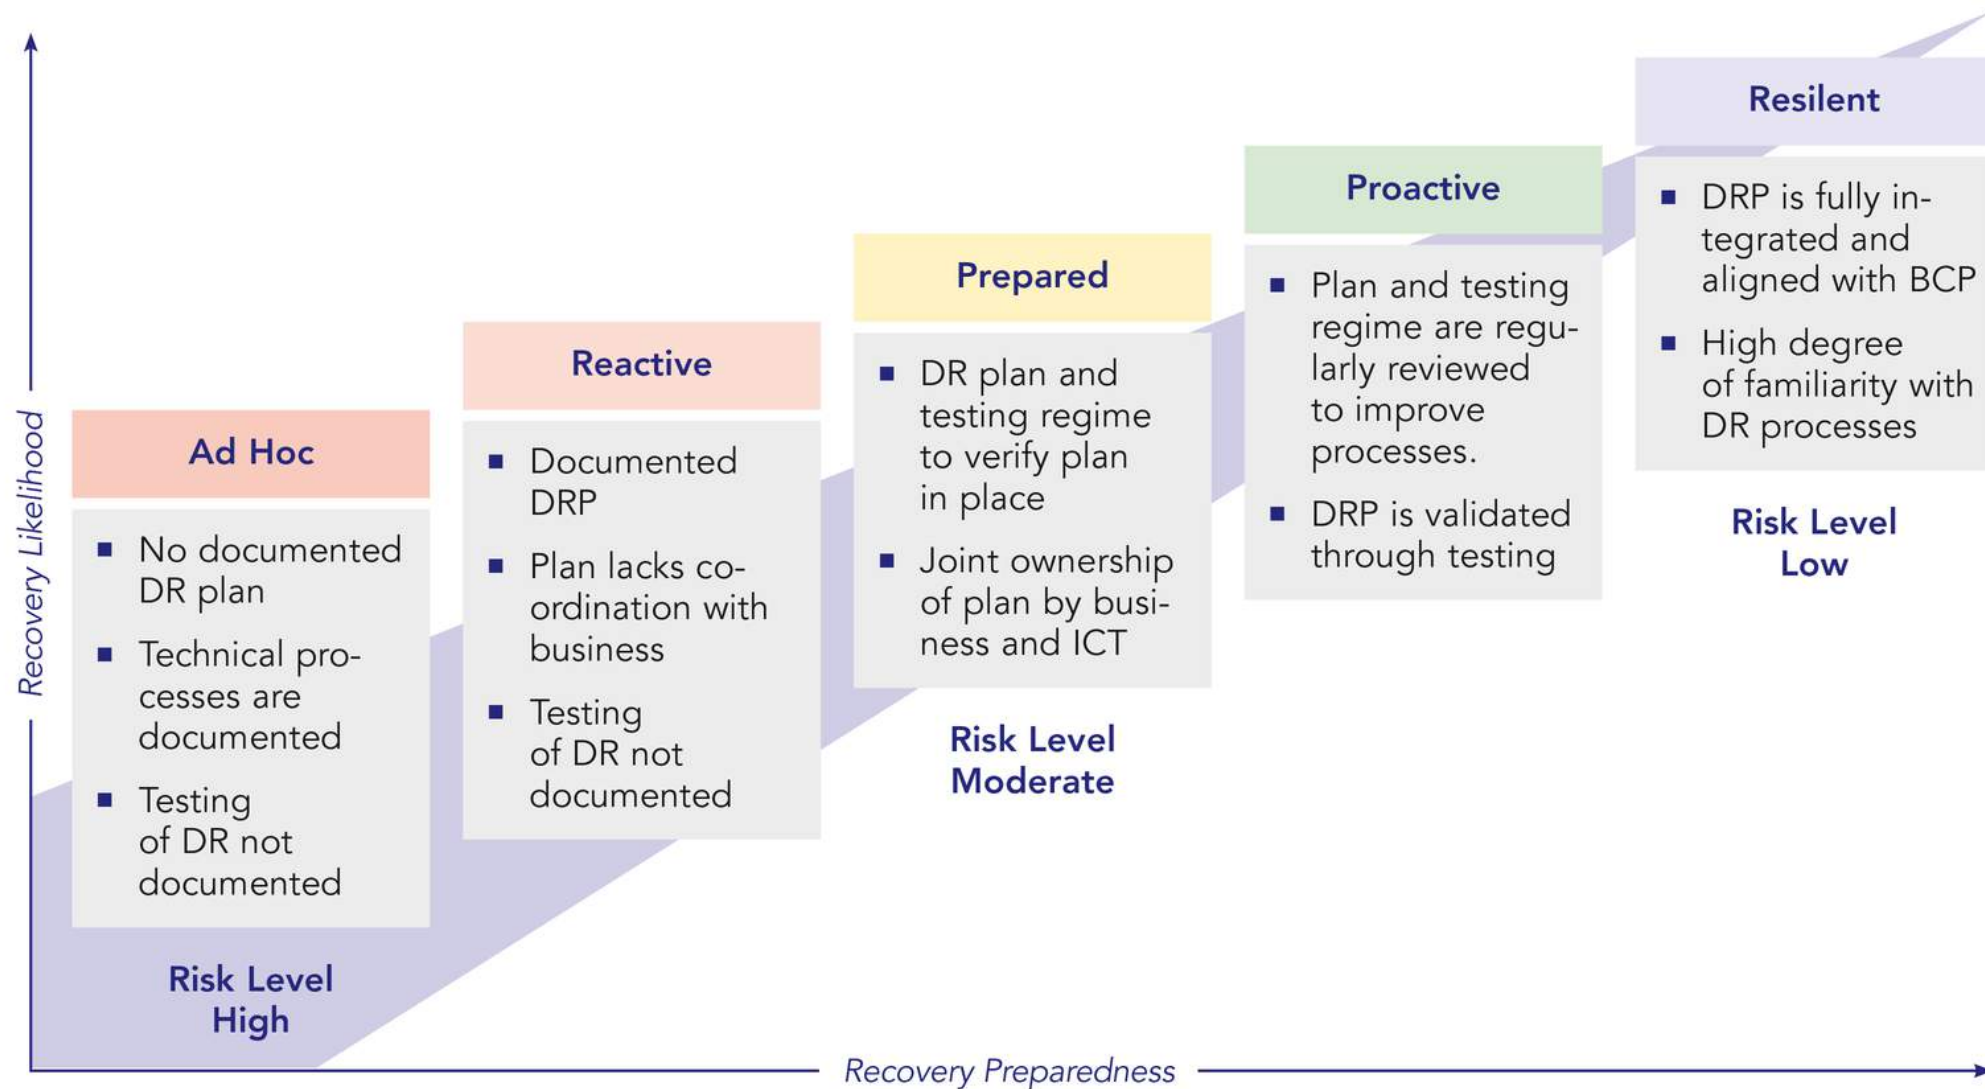 Recovery Likelihood
Ad Hoc
■ No documented
DR plan
■ Technical pro-
cesses are
documented
■ Testing
of DR not
documented
Risk Level
High
Reactive
■ Documented
DRP
■ Plan lacks co-
ordination with
business
■ Testing
of DR not
documented
Prepared
■ DR plan and
testing regime
to verify plan
in place
■ Joint ownership
of plan by busi-
ness and ICT
Risk Level
Moderate
Proactive
■ Plan and testing
regime are regu-
larly reviewed
to improve
processes.
■ DRP is validated
through testing
Resilent
■ DRP is fully in-
tegrated and
aligned with BCP
■ High degree
of familiarity with
DR processes
Risk Level
Low
Recovery Preparedness